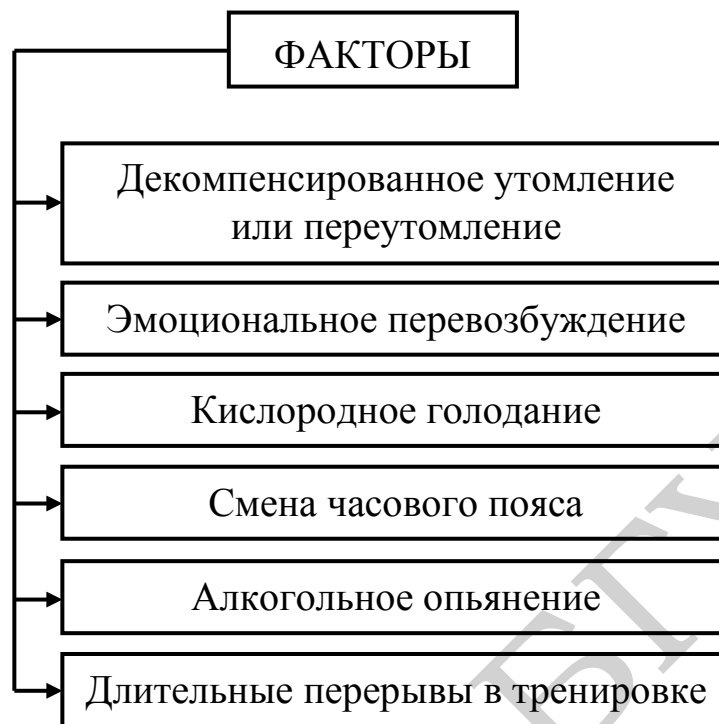 ФАКТОРЫ
Декомпенсированное утомление
или переутомление
Эмоциональное перевозбуждение
Кислородное голодание
Смена часового пояса
Алкогольное опьянение
Длительные перерывы в тренировке